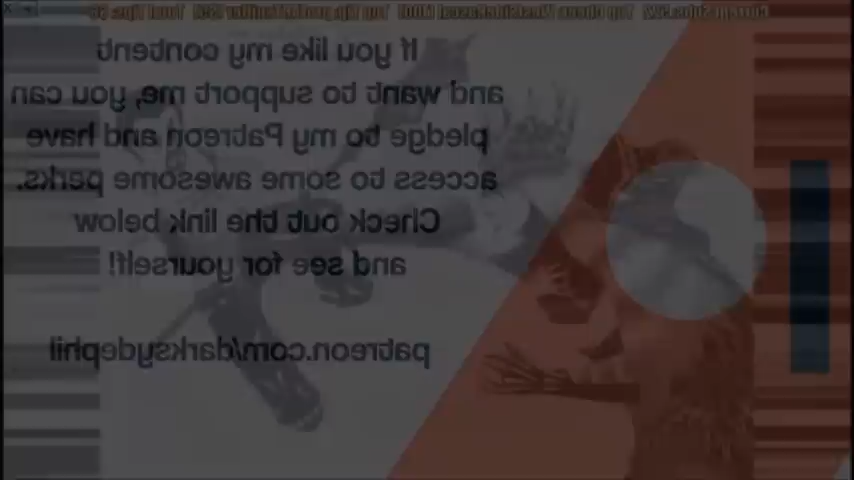 If you like my content
and want to support me, you can
pledge to my Patreon and have
access to some awesome perks.
Check out the link below
and see for yourself!
patreon.com/darksydephil